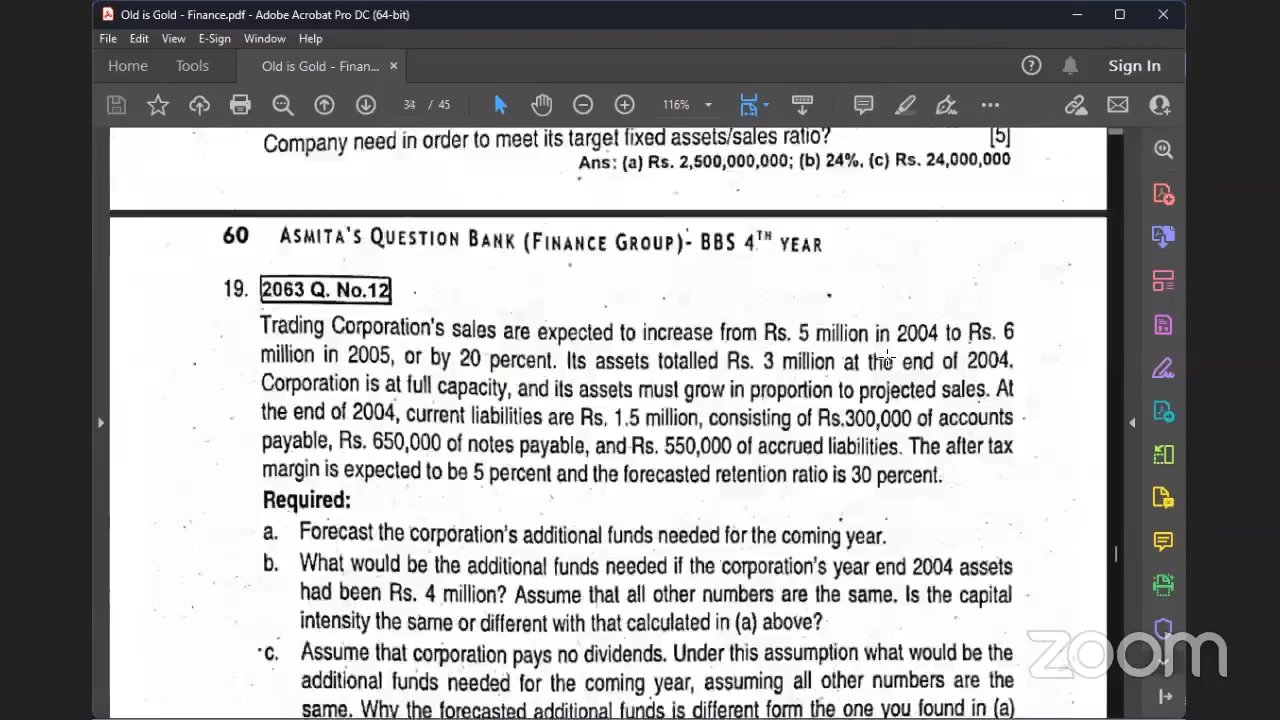 Old is Gold - Finance.pdf - Adobe Acrobat Pro DC (64-bit)
File Edit View E-Sign Window Help
Home Tools Old is Gold - Finan... × Sign In
34 / 45 116%
Company need in order to meet its target fixed assets/sales ratio? [5]
Ans: (a) Rs. 2,500,000,000; (b) 24%, (c) Rs. 24,000,000
60 ASMITA'S QUESTION BANK (FINANCE GROUP)- BBS 4TH YEAR
19. 2063 Q. No.12
Trading Corporation's sales are expected to increase from Rs. 5 million in 2004 to Rs. 6
million in 2005, or by 20 percent. Its assets totalled Rs. 3 million at the end of 2004.
Corporation is at full capacity, and its assets must grow in proportion to projected sales. At
the end of 2004, current liabilities are Rs. 1.5 million, consisting of Rs.300,000 of accounts
payable, Rs. 650,000 of notes payable, and Rs. 550,000 of accrued liabilities. The after tax
margin is expected to be 5 percent and the forecasted retention ratio is 30 percent.
Required:
a. Forecast the corporation's additional funds needed for the coming year.
b. What would be the additional funds needed if the corporation's year end 2004 assets
had been Rs. 4 million? Assume that all other numbers are the same. Is the capital
intensity the same or different with that calculated in (a) above?
c. Assume that corporation pays no dividends. Under this assumption what would be the
additional funds needed for the coming year, assuming all other numbers are the
same. Why the forecasted additional funds is different form the one you found in (a)
zoom